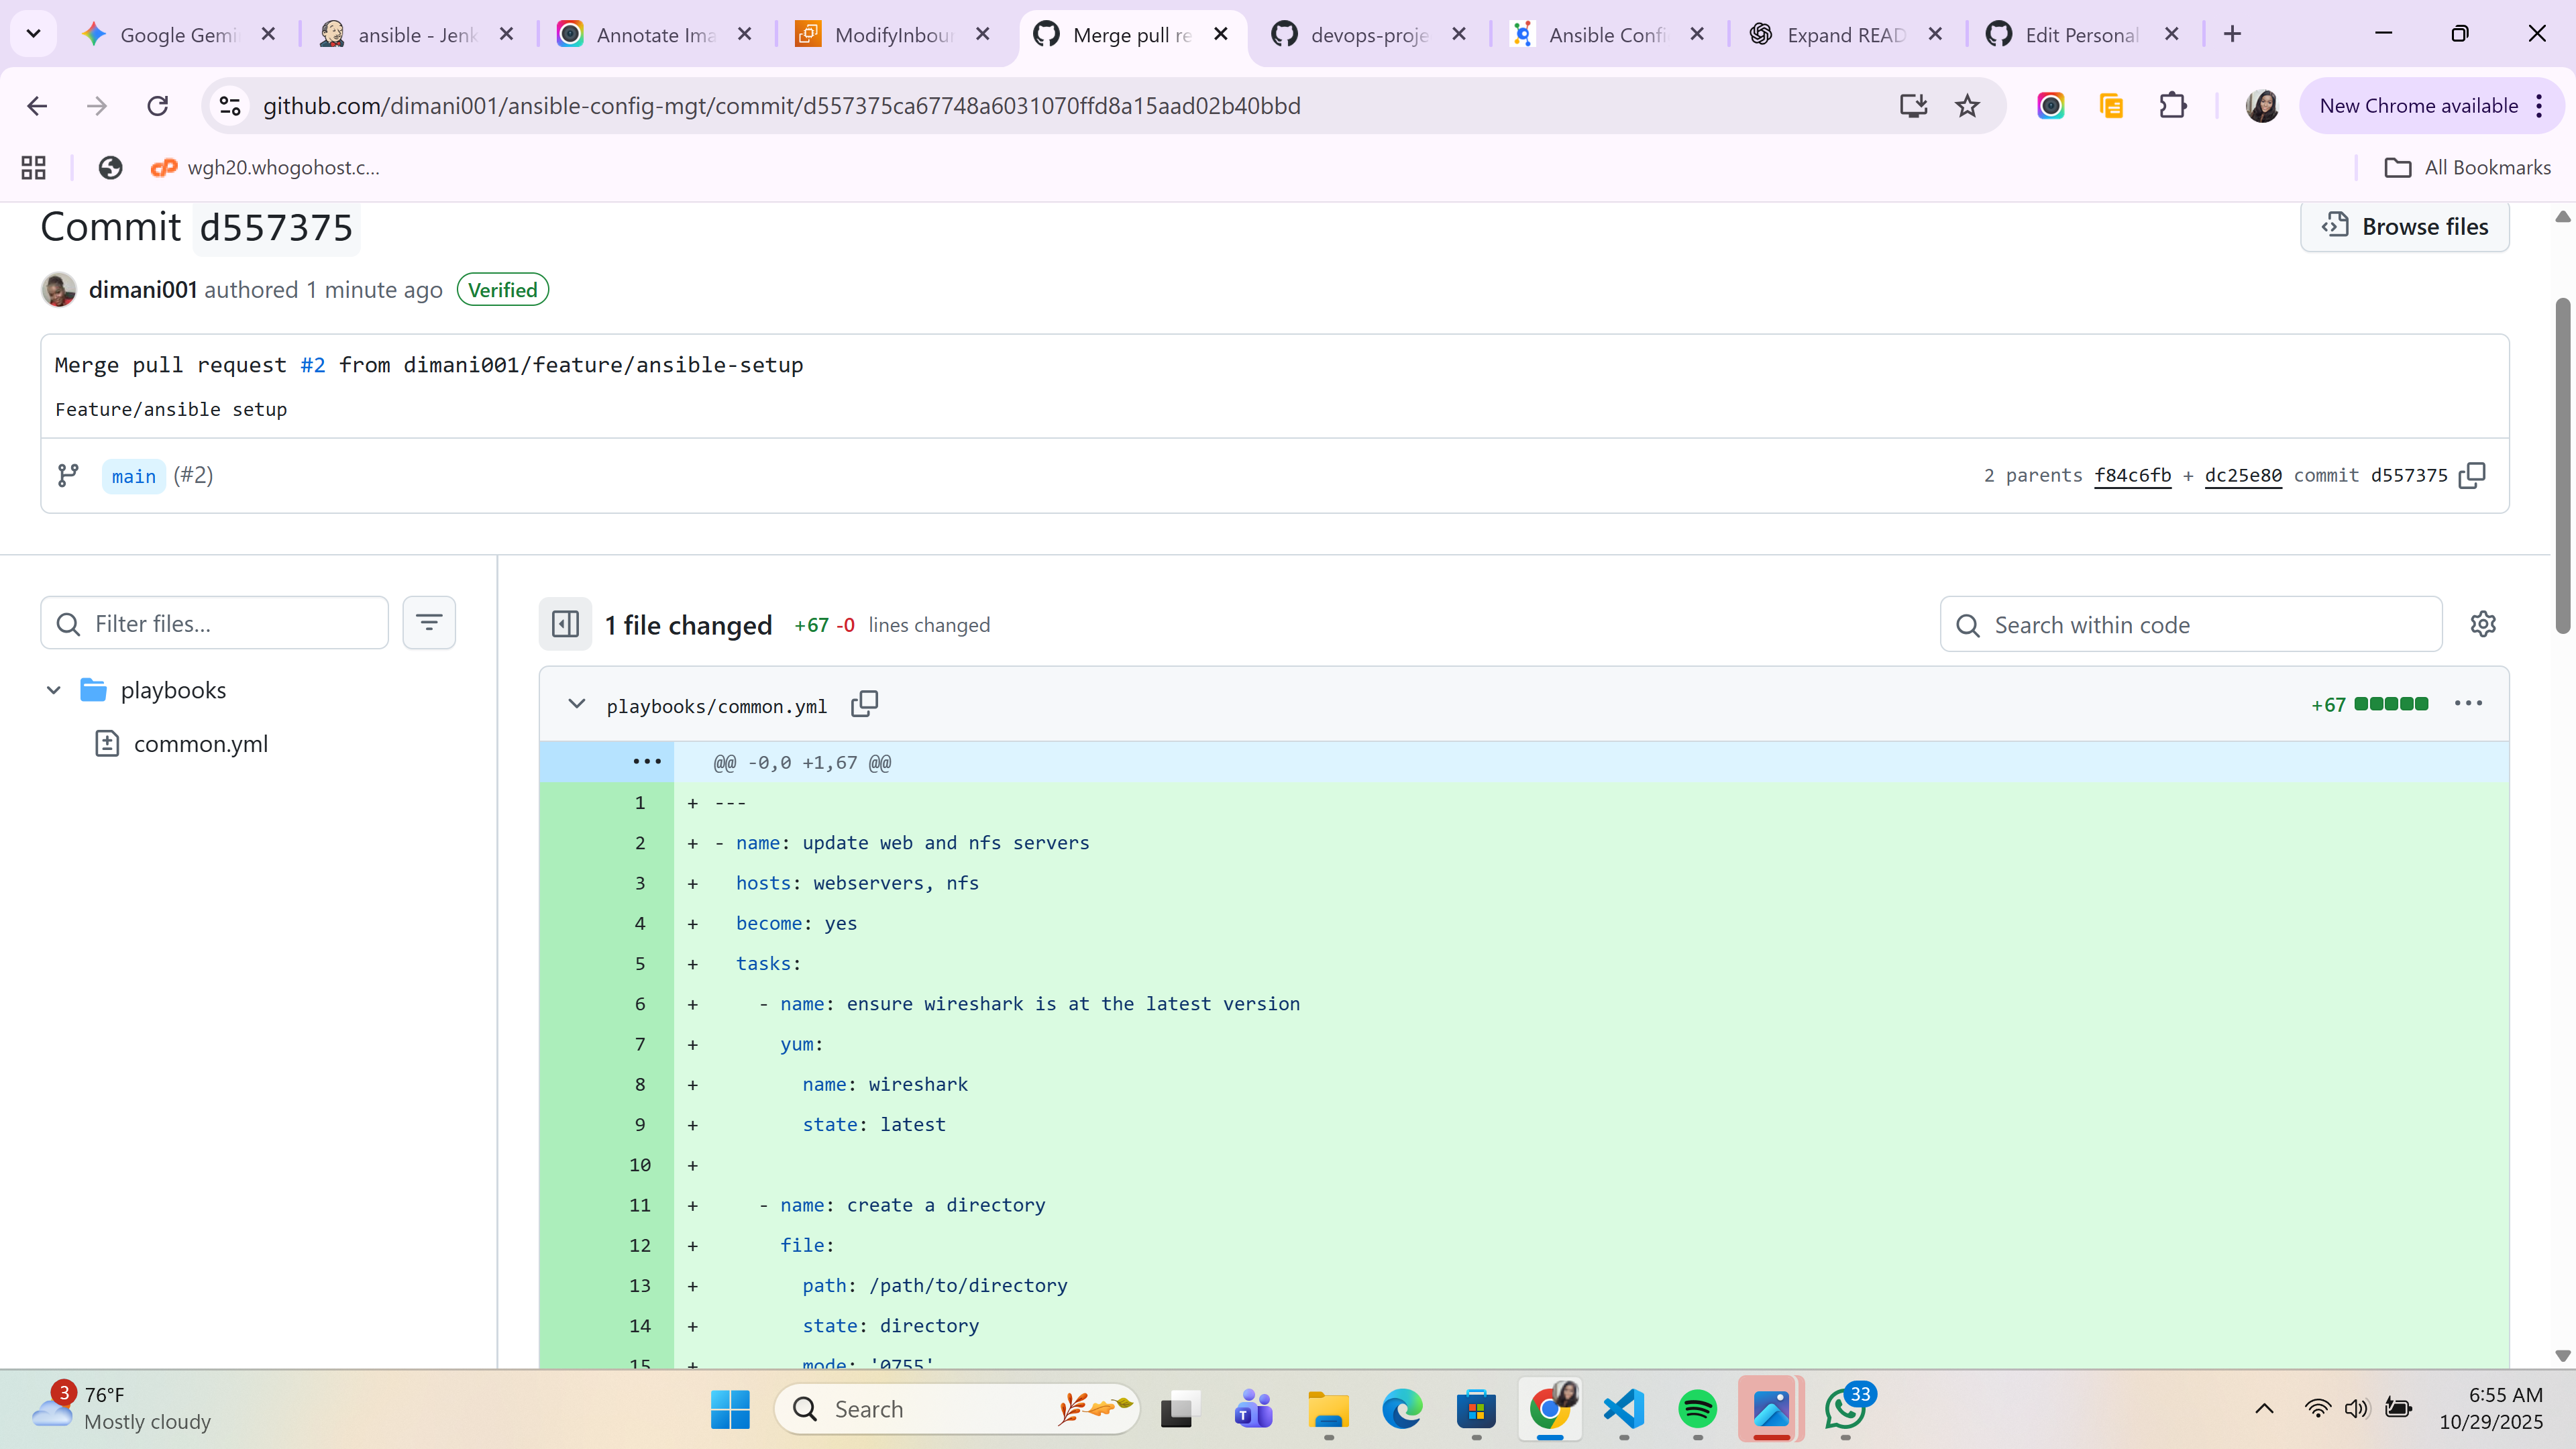 Google Gemi
ansible - Jenk
Annotate Ima
ModifyInbour
Merge pull re
devops-proje
Ansible Confi
Expand READ
Edit Personal
github.com/dimani001/ansible-config-mgt/commit/d557375ca67748a6031070ffd8a15aad02b40bbd
New Chrome available
wgh20.whogohost.c...
All Bookmarks
Commit d557375
Browse files
dimani001 authored 1 minute ago Verified
Merge pull request #2 from dimani001/feature/ansible-setup
Feature/ansible setup
main (#2)
2 parents f84c6fb + dc25e80 commit d557375
Filter files...
1 file changed +67 -0 lines changed
Search within code
playbooks
common.yml
playbooks/common.yml
+67
@@ -0,0 +1,67 @@
1 + ---
2 + - name: update web and nfs servers
3 + hosts: webservers, nfs
4 + become: yes
5 + tasks:
6 + - name: ensure wireshark is at the latest version
7 + yum:
8 + name: wireshark
9 + state: latest
10 +
11 + - name: create a directory
12 + file:
13 + path: /path/to/directory
14 + state: directory
15 + mode: '0755'
3
76°F
Mostly cloudy
Search
33
6:55 AM
10/29/2025